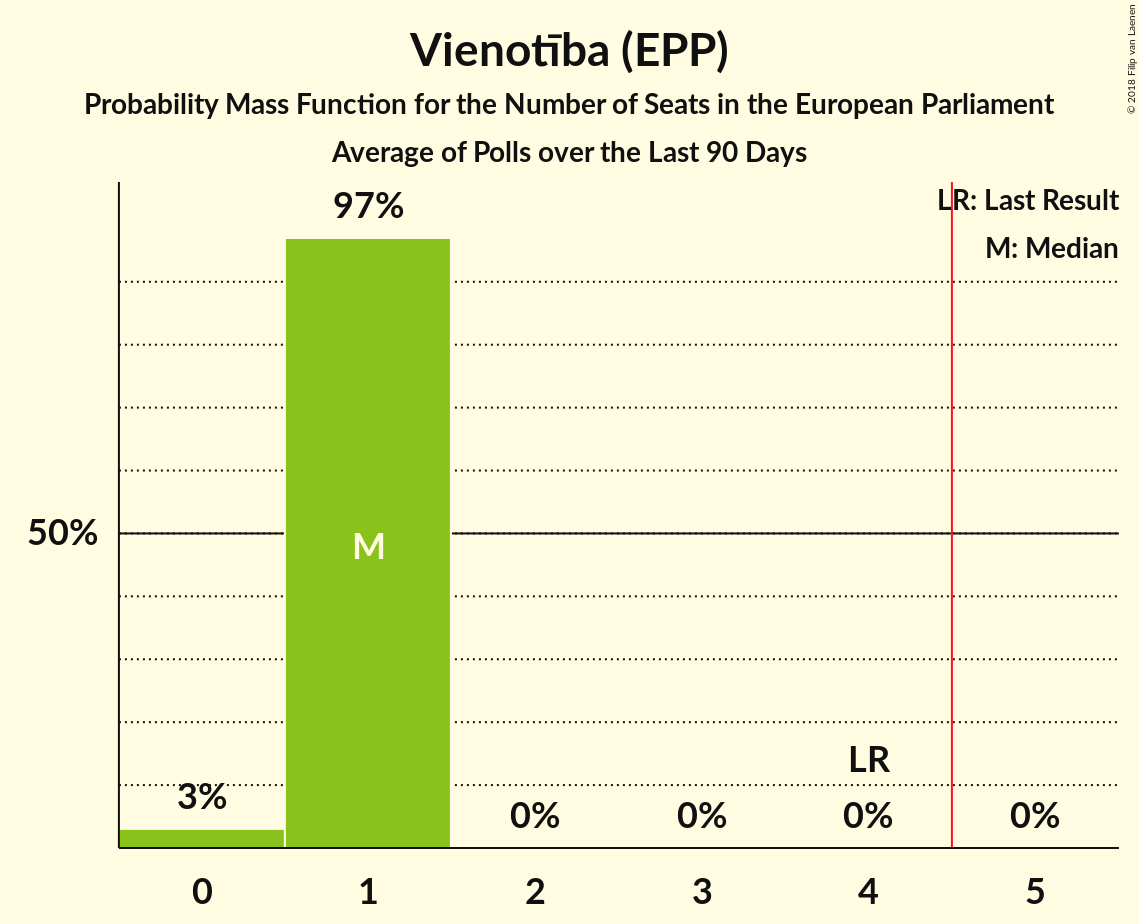 Vienotība (EPP)
Probability Mass Function for the Number of Seats in the European Parliament
Average of Polls over the Last 90 Days
© 2018 Filip van Laenen
97%
LR: Last Result
M: Median
50%
M
LR
3%
0%
0%
0%
0%
0
1
2
3
4
5